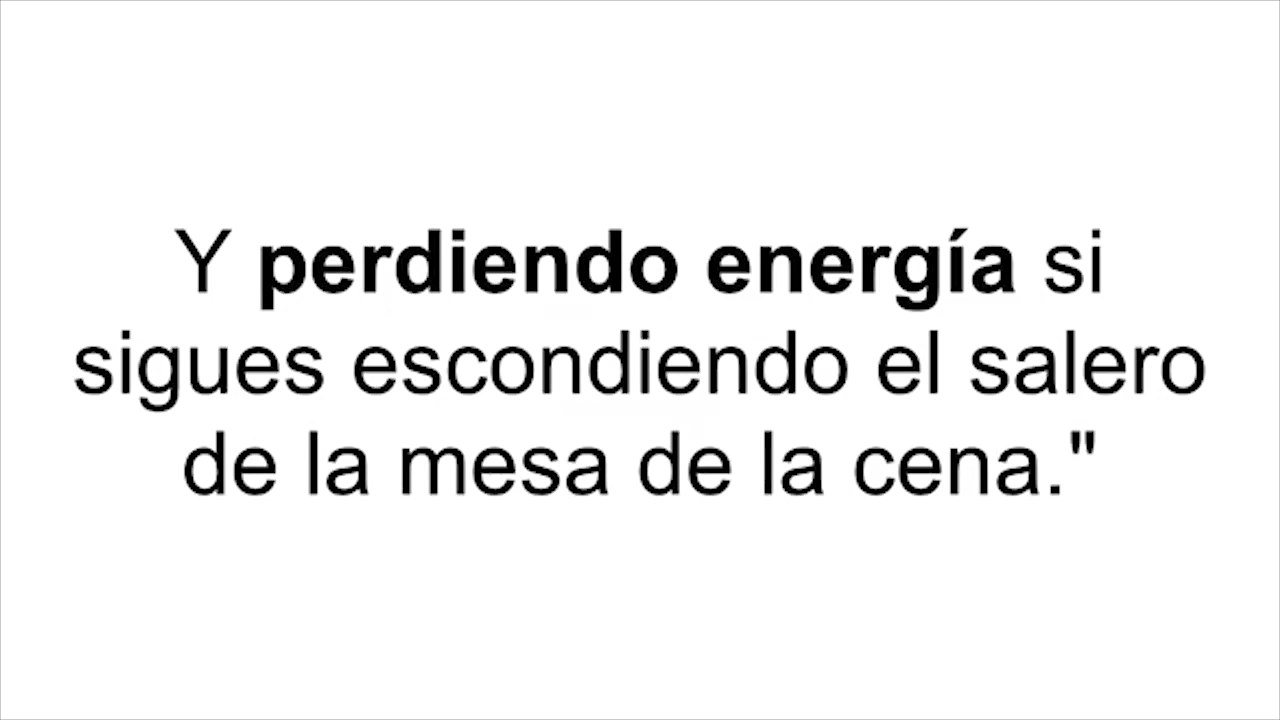 Y perdiendo energía si
sigues escondiendo el salero
de la mesa de la cena."